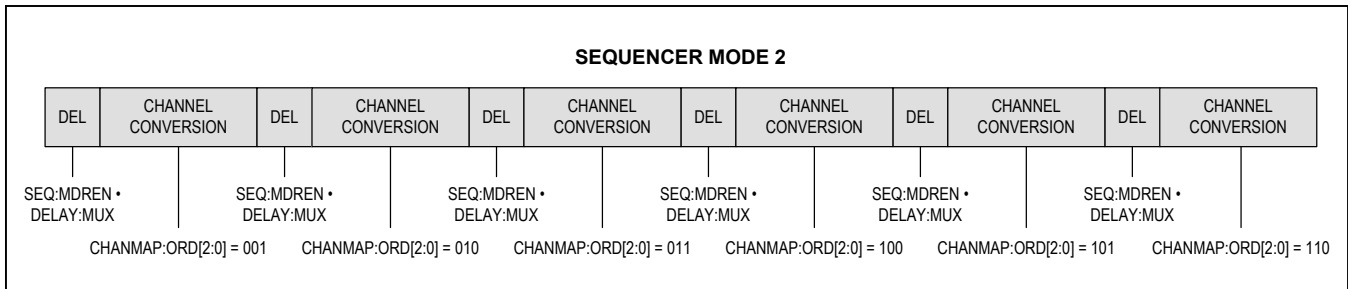 SEQUENCER MODE 2
DEL
CHANNEL
CONVERSION
DEL
CHANNEL
CONVERSION
DEL
CHANNEL
CONVERSION
DEL
CHANNEL
CONVERSION
DEL
CHANNEL
CONVERSION
DEL
CHANNEL
CONVERSION
SEQ:MDREN •
DELAY:MUX
SEQ:MDREN •
DELAY:MUX
SEQ:MDREN •
DELAY:MUX
SEQ:MDREN •
DELAY:MUX
SEQ:MDREN •
DELAY:MUX
SEQ:MDREN •
DELAY:MUX
CHANMAP:ORD[2:0] = 001
CHANMAP:ORD[2:0] = 010
CHANMAP:ORD[2:0] = 011
CHANMAP:ORD[2:0] = 100
CHANMAP:ORD[2:0] = 101
CHANMAP:ORD[2:0] = 110